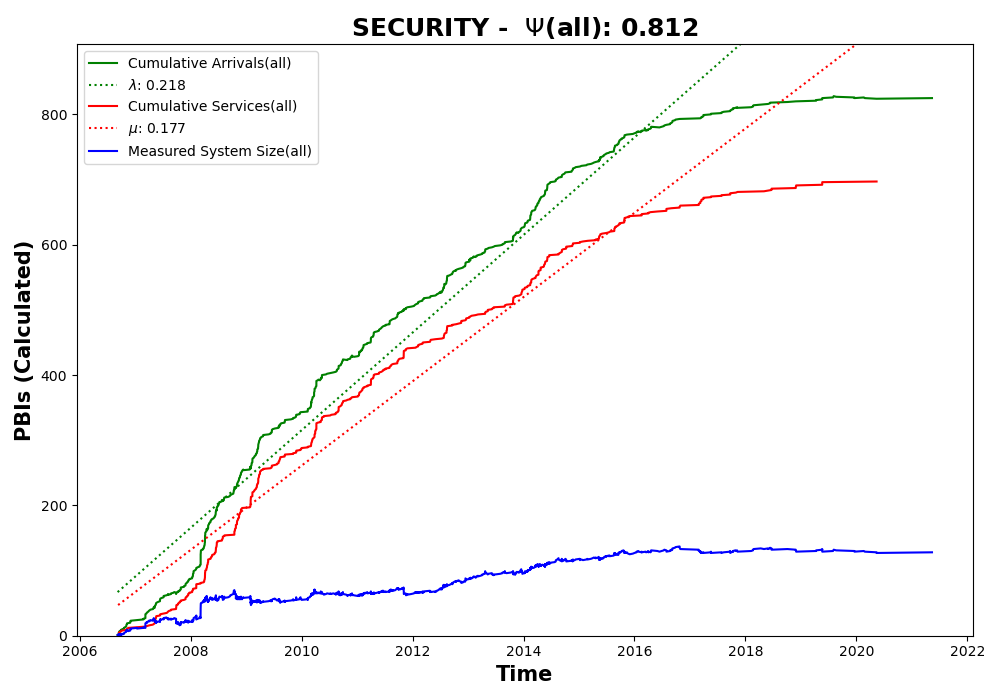 SECURITY - Ψ(all): 0.812
Cumulative Arrivals(all)
λ: 0.218
Cumulative Services(all)
μ: 0.177
Measured System Size(all)
PBIs (Calculated)
800
600
400
200
0
2006 2008 2010 2012 2014 2016 2018 2020 2022
Time